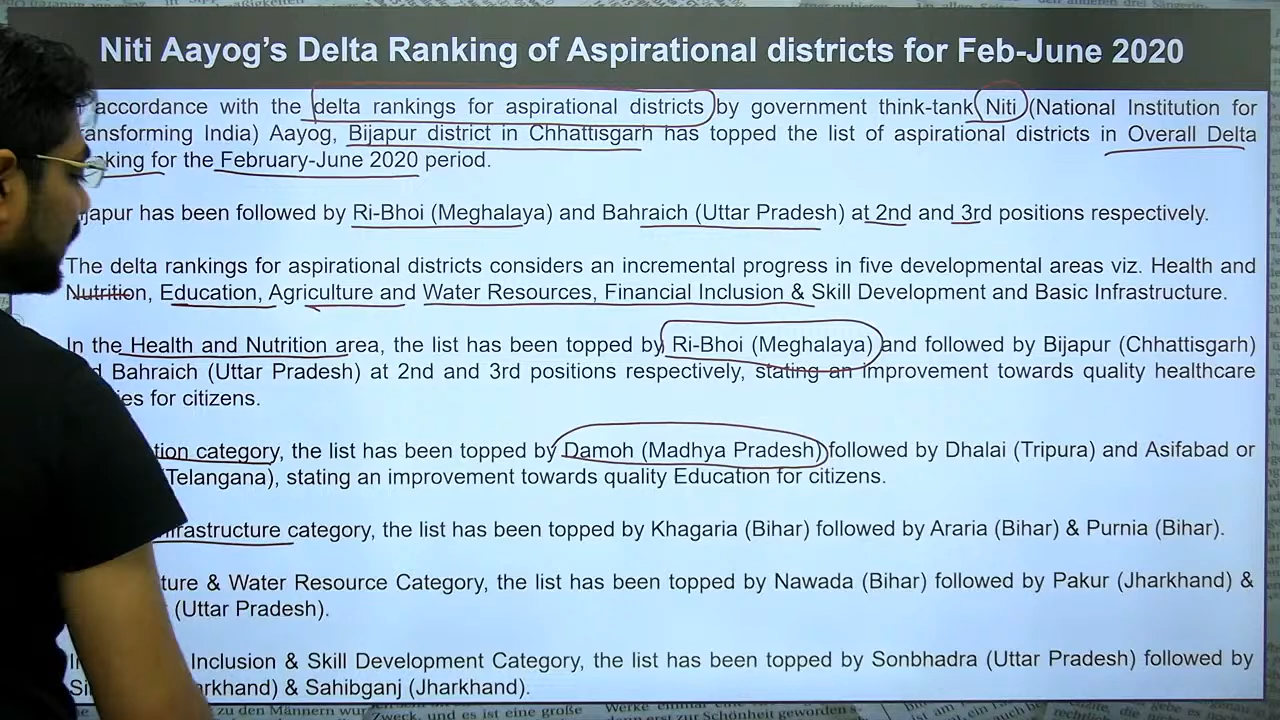 Niti Aayog's Delta Ranking of Aspirational districts for Feb-June 2020
accordance with the delta rankings for aspirational districts by government think-tank Niti (National Institution for
ansforming India) Aayog, Bijapur district in Chhattisgarh has topped the list of aspirational districts in Overall Delta
king for the February-June 2020 period.
japur has been followed by Ri-Bhoi (Meghalaya) and Bahraich (Uttar Pradesh) at 2nd and 3rd positions respectively.
The delta rankings for aspirational districts considers an incremental progress in five developmental areas viz. Health and
Nutrition, Education, Agriculture and Water Resources, Financial Inclusion & Skill Development and Basic Infrastructure.
In the Health and Nutrition area, the list has been topped by Ri-Bhoi (Meghalaya) and followed by Bijapur (Chhattisgarh)
Bahraich (Uttar Pradesh) at 2nd and 3rd positions respectively, stating an improvement towards quality healthcare
es for citizens.
tion category, the list has been topped by Damoh (Madhya Pradesh) followed by Dhalai (Tripura) and Asifabad or
Telangana), stating an improvement towards quality Education for citizens.
frastructure category, the list has been topped by Khagaria (Bihar) followed by Araria (Bihar) & Purnia (Bihar).
ture & Water Resource Category, the list has been topped by Nawada (Bihar) followed by Pakur (Jharkhand) &
(Uttar Pradesh).
Inclusion & Skill Development Category, the list has been topped by Sonbhadra (Uttar Pradesh) followed by
arkhand) & Sahibganj (Jharkhand).